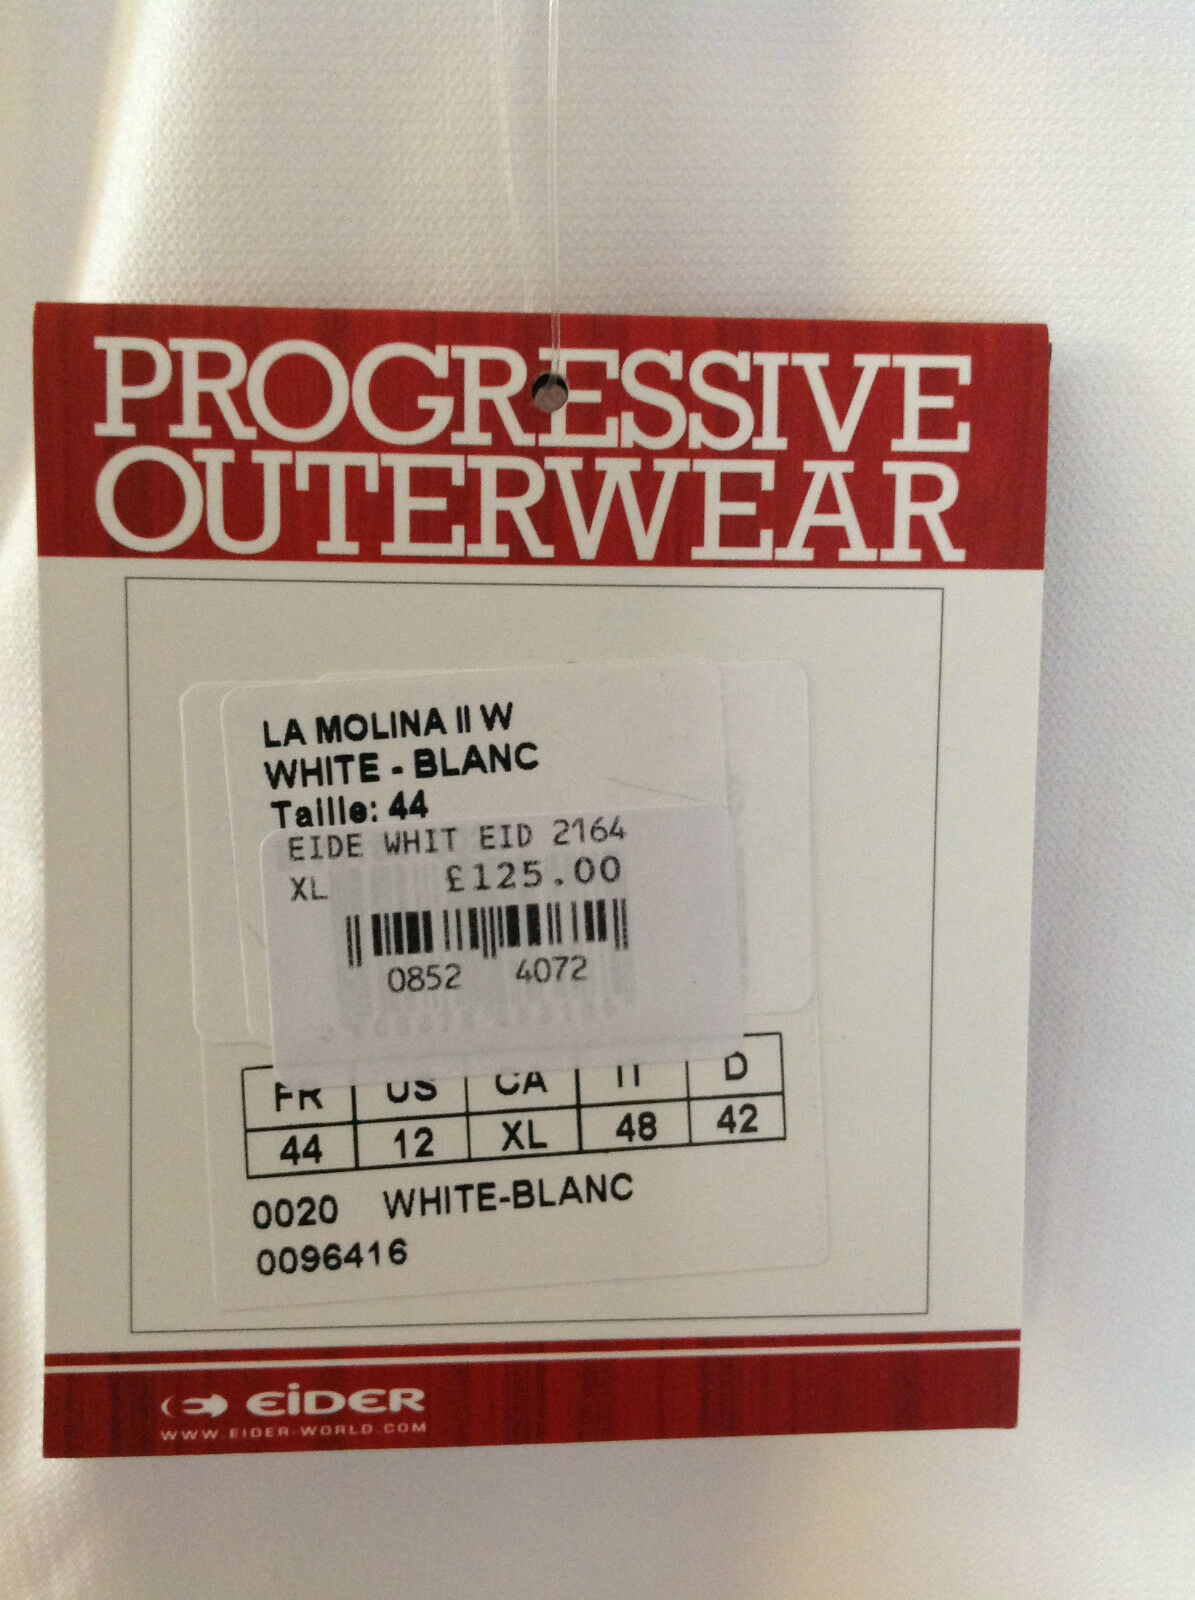 PROGRESSIVE
OUTERWEAR
LA MOLINA II W
WHITE - BLANC
Taille: 44
EIDE WHIT EID 2164
XL £125.00
0852 4072
FR US CA IT D
44 12 XL 48 42
0020 WHITE-BLANC
0096416
EiDER
WWW.EIDER-WORLD.COM